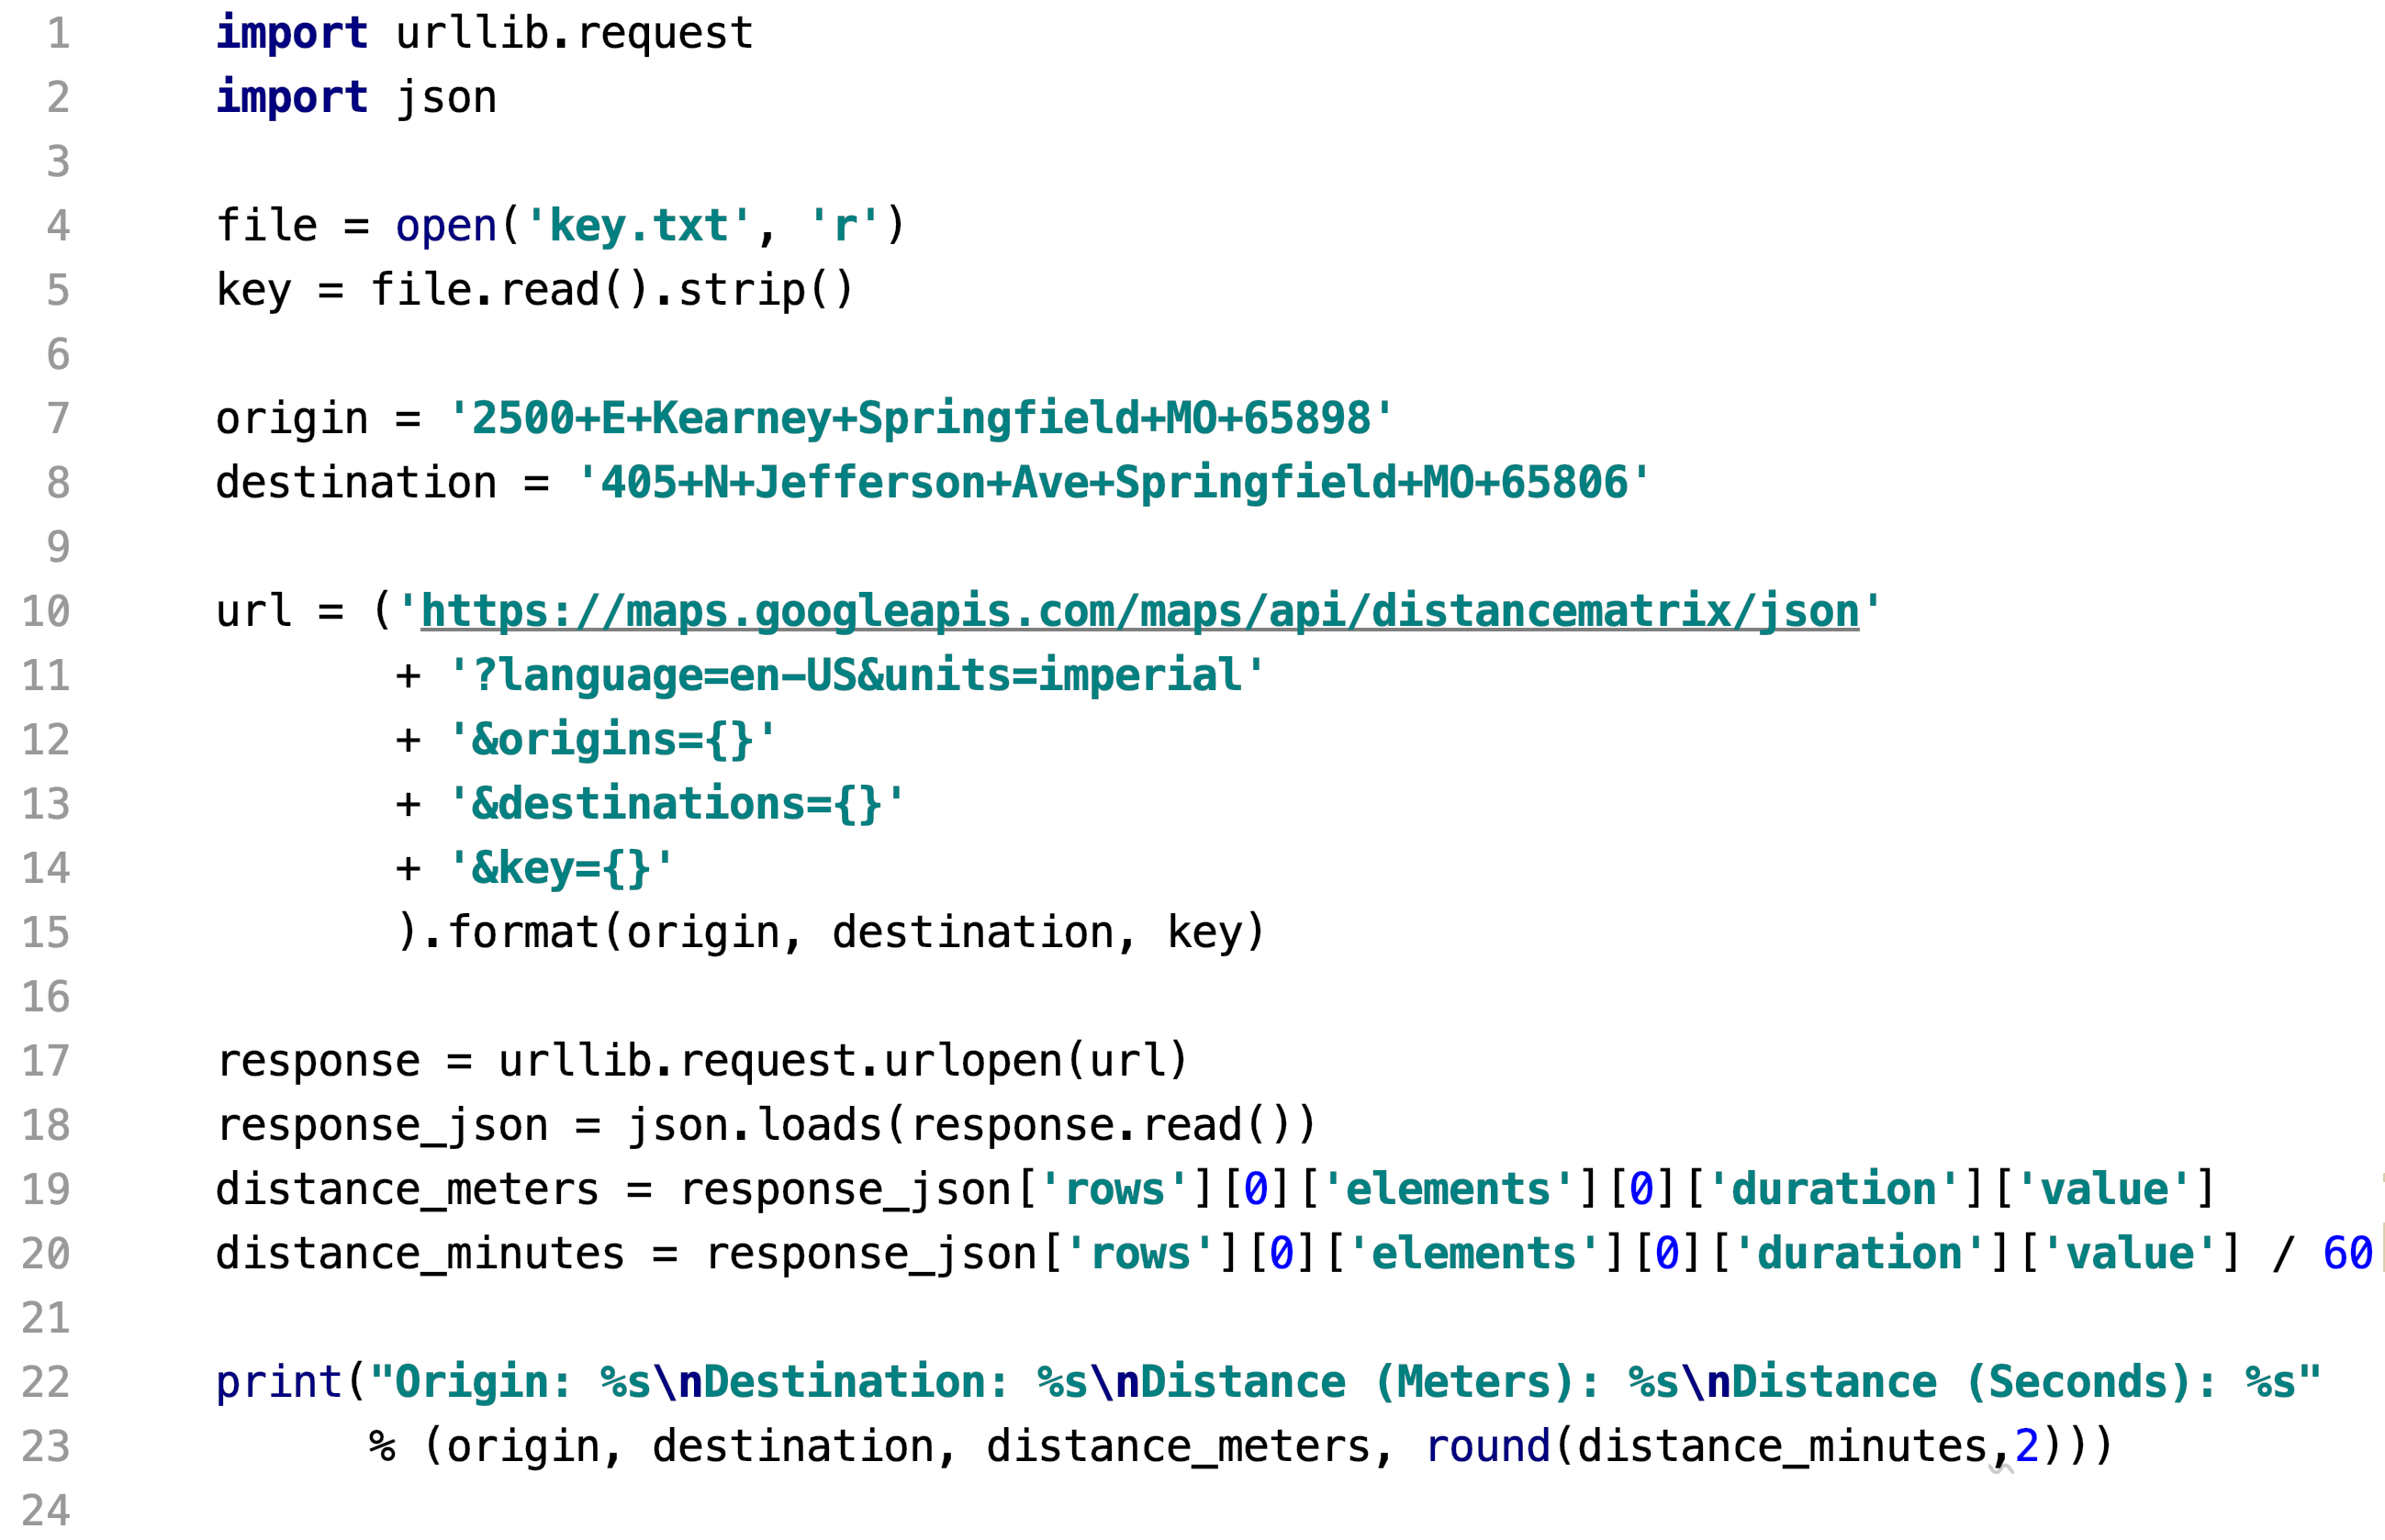 1 import urllib.request
2 import json
3
4 file = open('key.txt', 'r')
5 key = file.read().strip()
6
7 origin = '2500+E+Kearney+Springfield+MO+65898'
8 destination = '405+N+Jefferson+Ave+Springfield+MO+65806'
9
10 url = ('https://maps.googleapis.com/maps/api/distancematrix/json'
11 + '?language=en-US&units=imperial'
12 + '&origins={}'
13 + '&destinations={}'
14 + '&key={}'
15 ).format(origin, destination, key)
16
17 response = urllib.request.urlopen(url)
18 response_json = json.loads(response.read())
19 distance_meters = response_json['rows'][0]['elements'][0]['duration']['value']
20 distance_minutes = response_json['rows'][0]['elements'][0]['duration']['value'] / 60
21
22 print("Origin: %s\nDestination: %s\nDistance (Meters): %s\nDistance (Seconds): %s"
23 % (origin, destination, distance_meters, round(distance_minutes,2)))
24